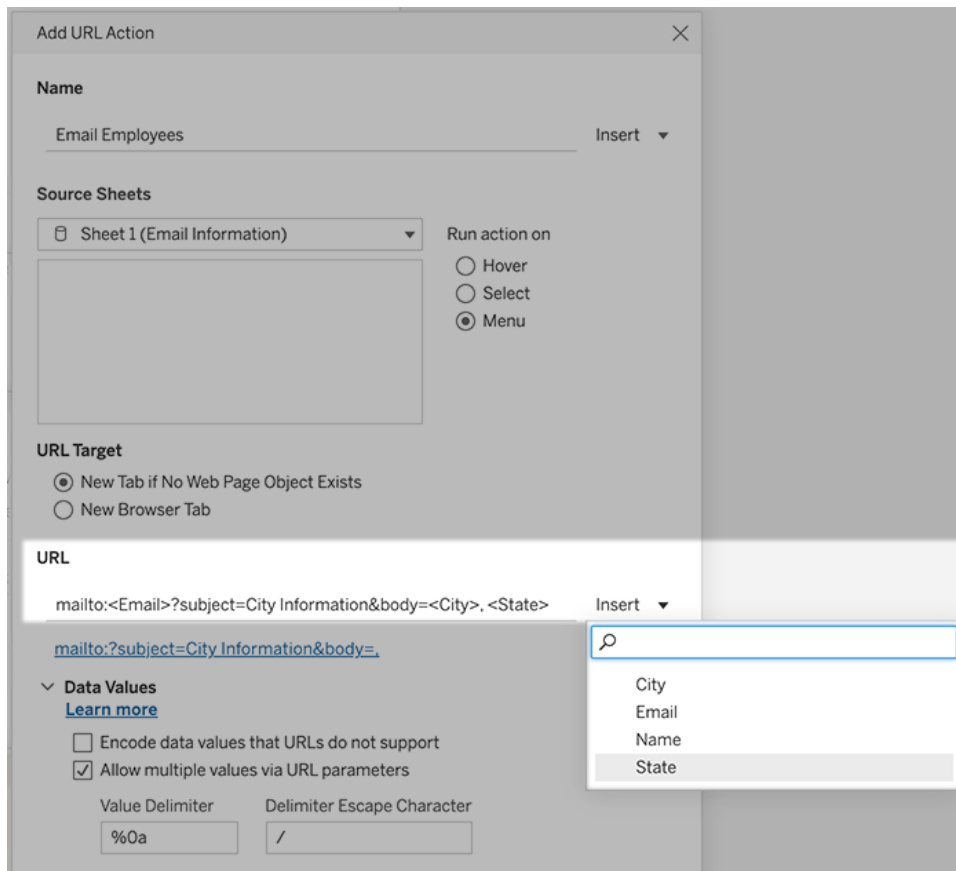 Add URL Action
Name
Email Employees
Insert
Source Sheets
Sheet 1 (Email Information)
Run action on
Hover
Select
Menu
URL Target
New Tab if No Web Page Object Exists
New Browser Tab
URL
mailto:<Email>?subject=City Information&body=<City>, <State>
Insert
mailto:?subject=City Information&body=,
City
Email
Name
State
Data Values
Learn more
Encode data values that URLs do not support
Allow multiple values via URL parameters
Value Delimiter
Delimiter Escape Character
%0a
/